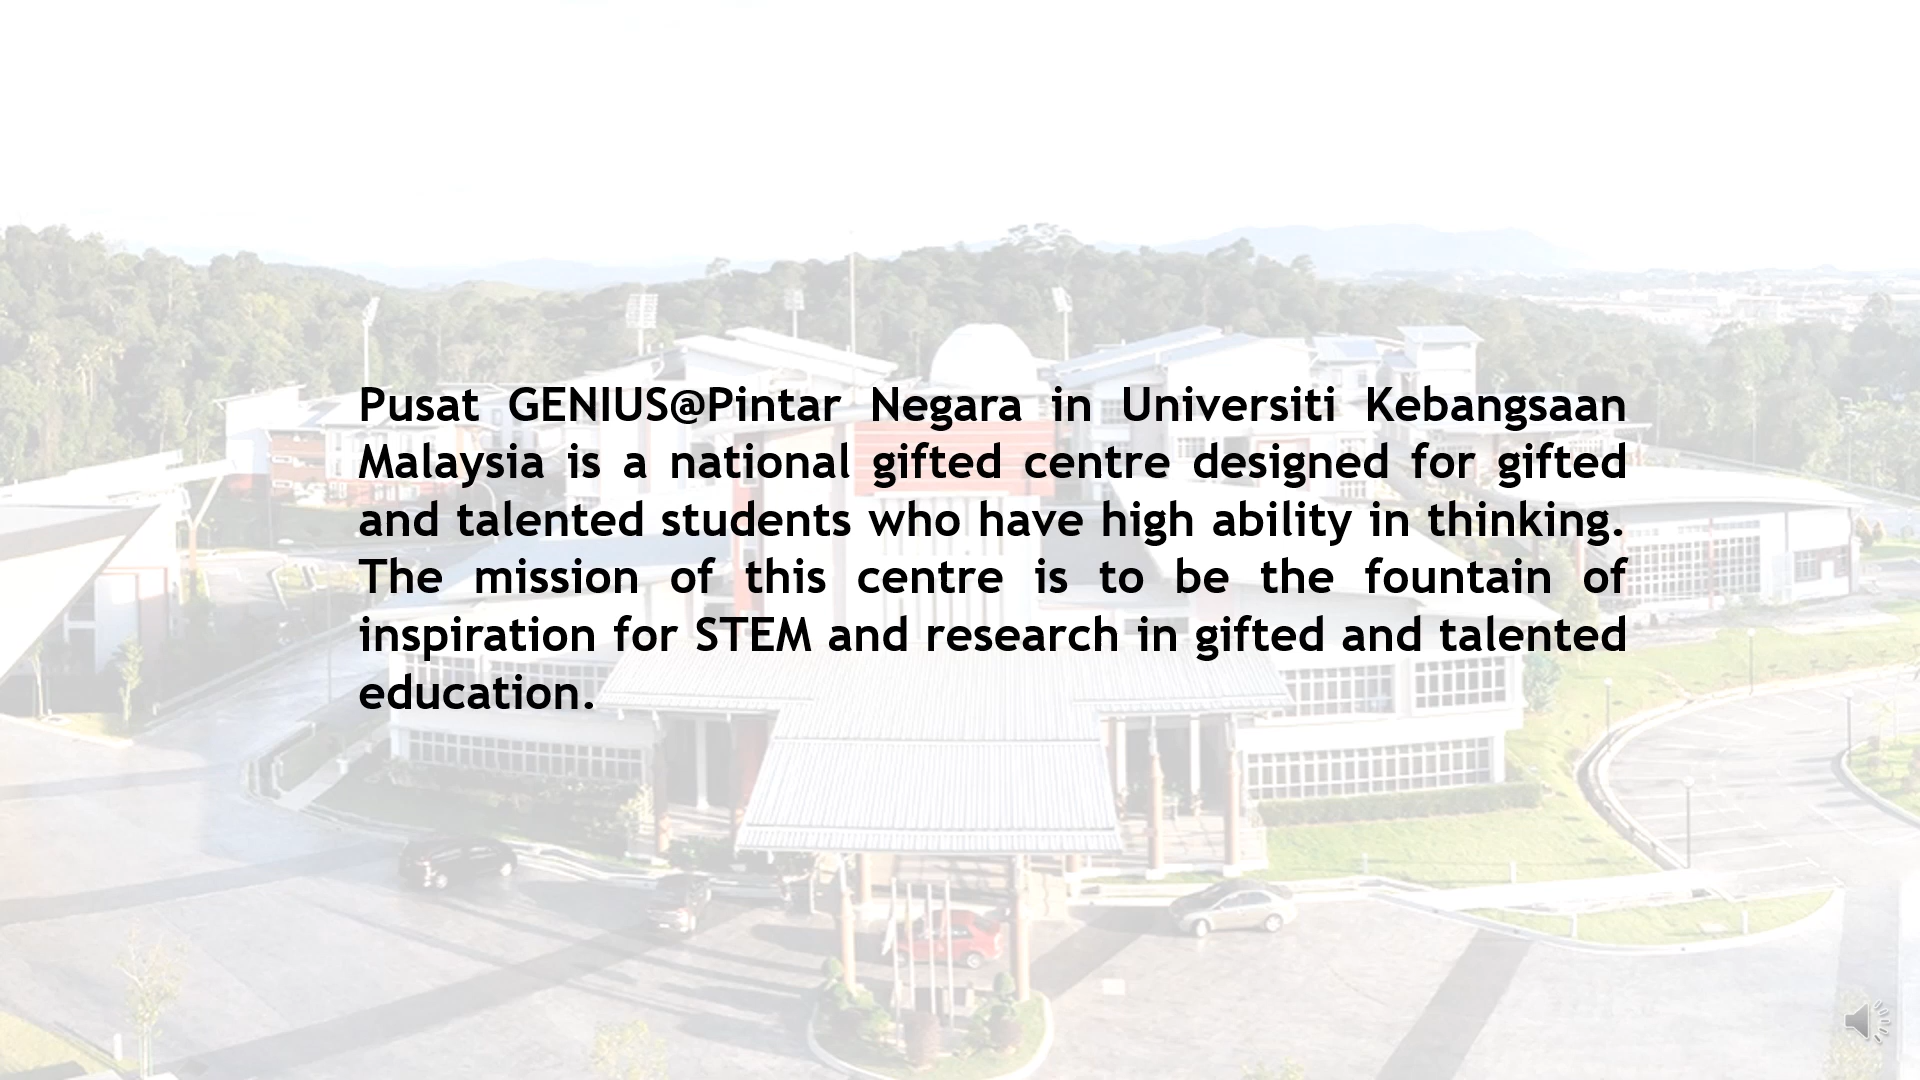 Pusat GENIUS@Pintar Negara in Universiti Kebangsaan
Malaysia is a national gifted centre designed for gifted
and talented students who have high ability in thinking.
The mission of this centre is to be the fountain of
inspiration for STEM and research in gifted and talented
education.